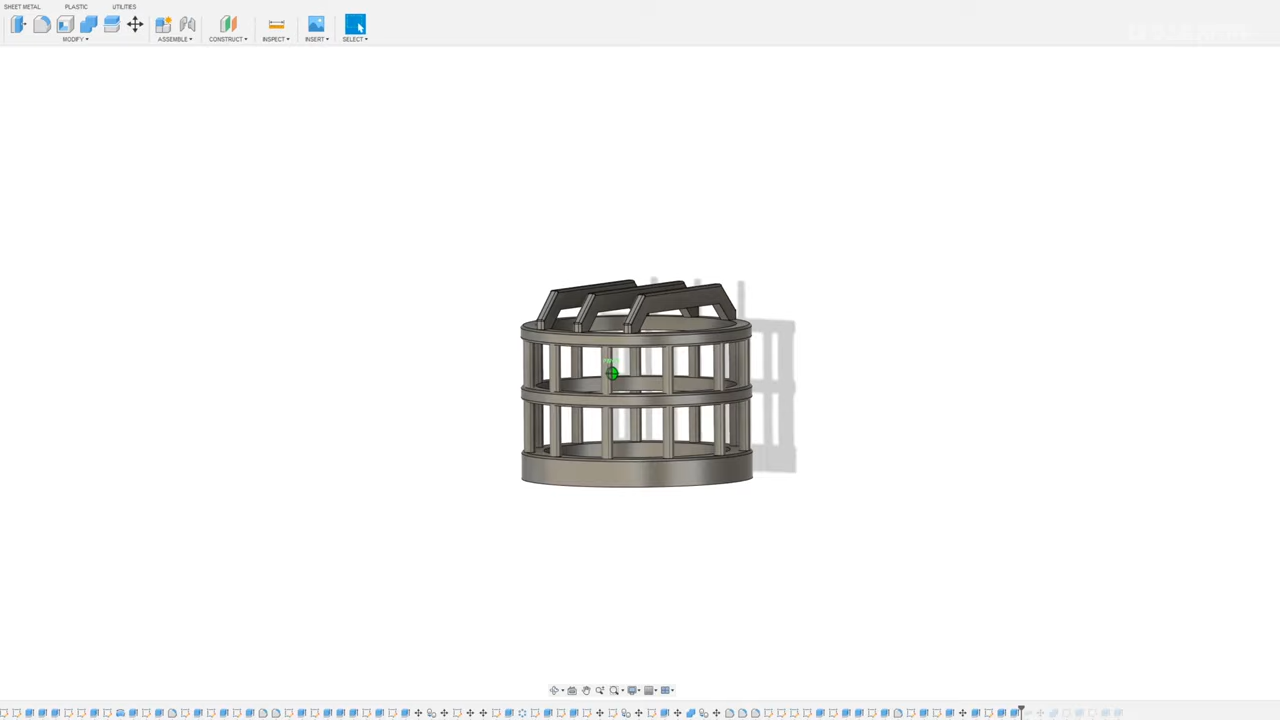 SHEET METAL PLASTIC UTILITIES
MODIFY ASSEMBLE CONSTRUCT INSPECT INSERT SELECT